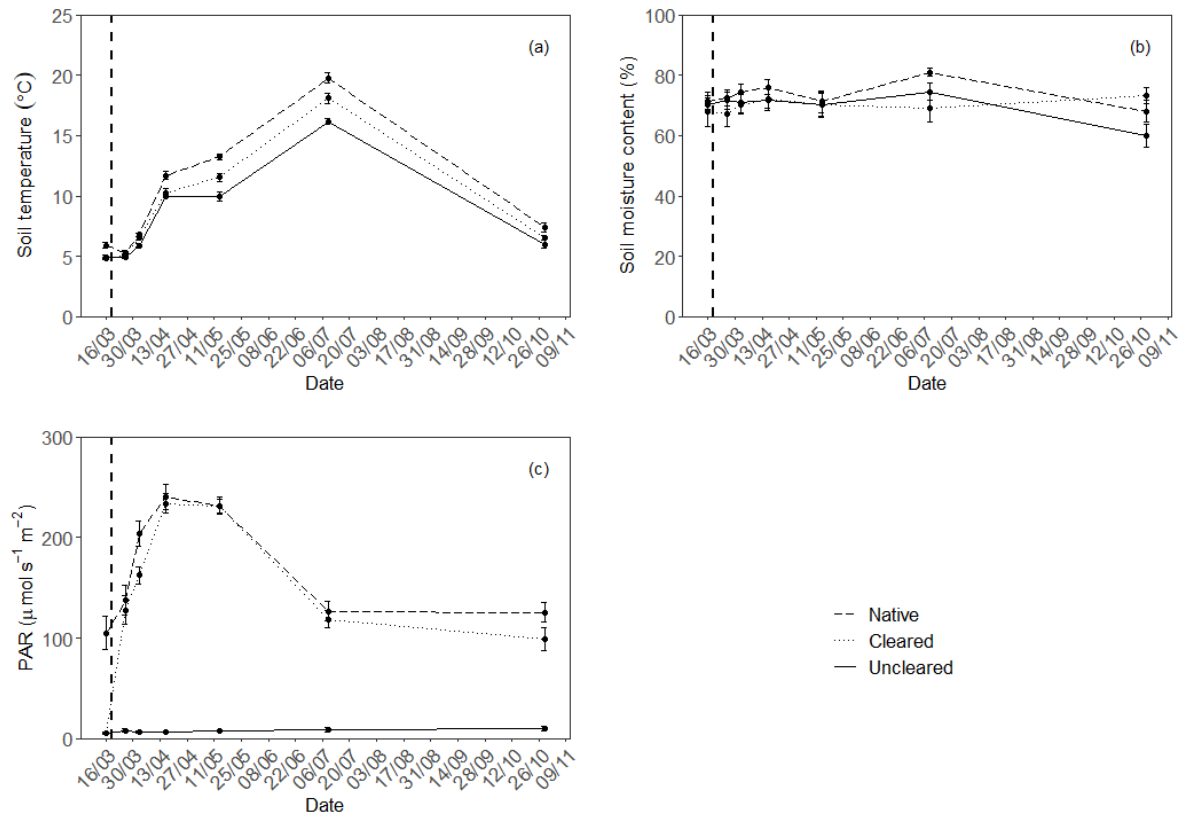 25
20
15
10
5
0
Soil temperature (°C)
(a)
16/03 30/03 13/04 27/04 11/05 25/05 08/06 22/06 06/07 20/07 03/08 17/08 31/08 14/09 28/09 12/10 26/10 09/11
Date
100
80
60
40
20
0
Soil moisture content (%)
(b)
16/03 30/03 13/04 27/04 11/05 25/05 08/06 22/06 06/07 20/07 03/08 17/08 31/08 14/09 28/09 12/10 26/10 09/11
Date
300
200
100
0
PAR (μ mol s⁻¹ m⁻²)
(c)
16/03 30/03 13/04 27/04 11/05 25/05 08/06 22/06 06/07 20/07 03/08 17/08 31/08 14/09 28/09 12/10 26/10 09/11
Date
Native
Cleared
Uncleared